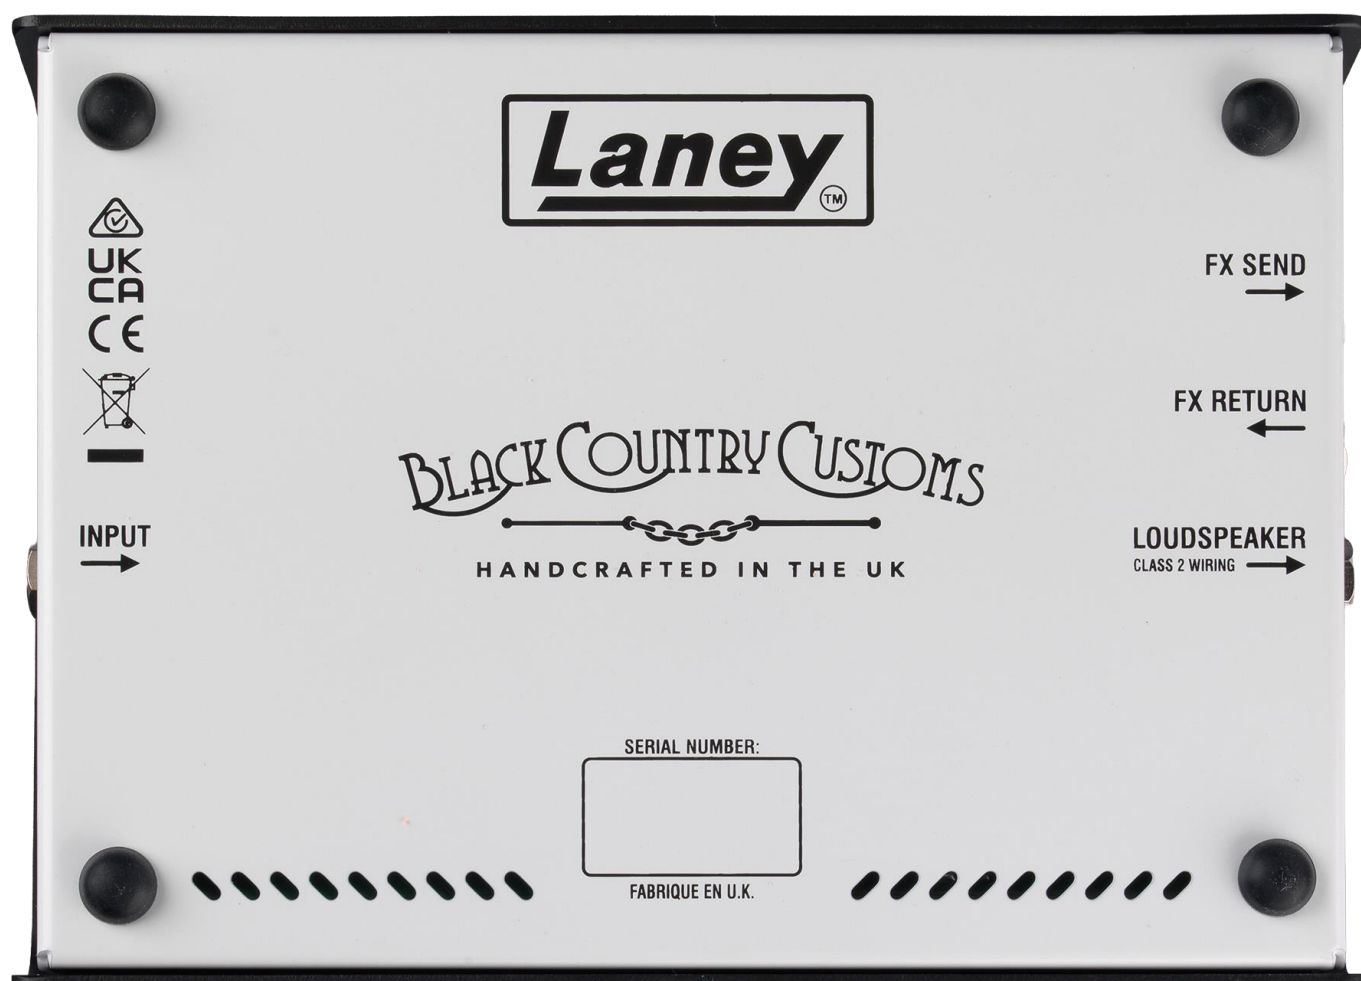 Laney
TM
UK
CA
CE
INPUT
FX SEND
FX RETURN
LOUDSPEAKER
CLASS 2 WIRING
BLACK COUNTRY CUSTOMS
HANDCRAFTED IN THE UK
SERIAL NUMBER:
FABRIQUE EN U.K.